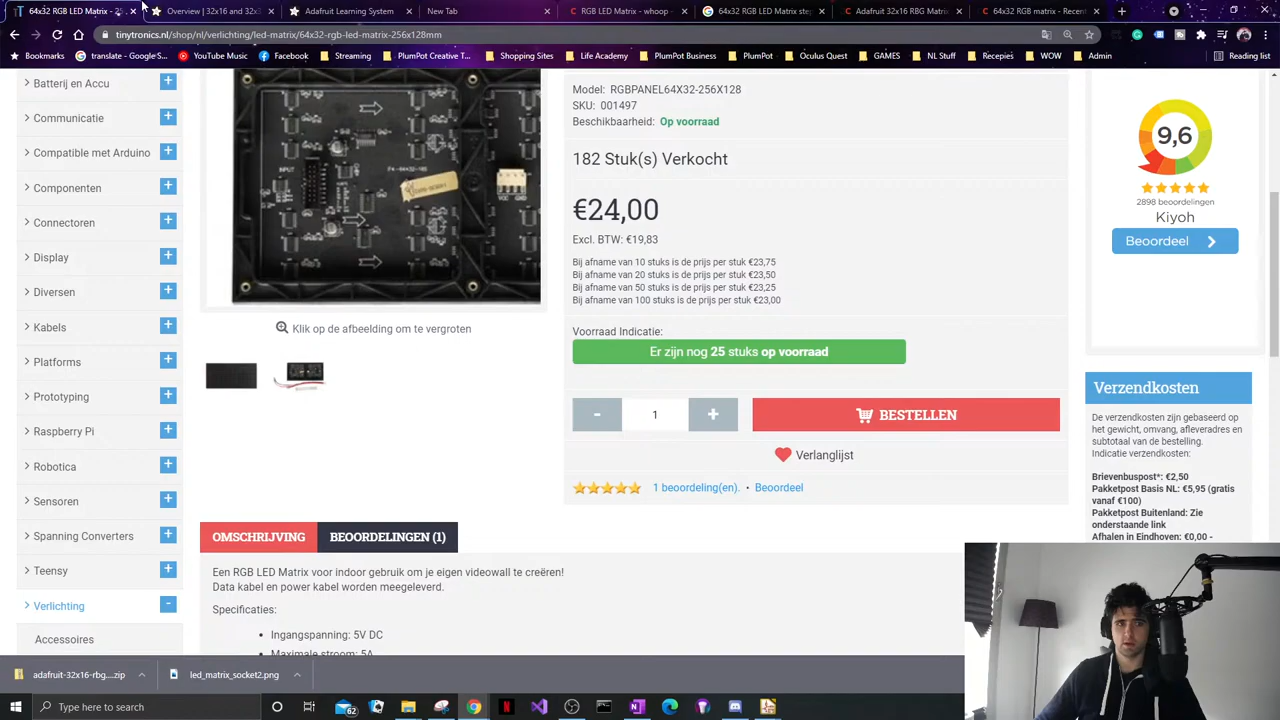 64x32 RGB LED Matrix - 25...
Overview | 32x16 and 32x3
Adafruit Learning System
New Tab
RGB LED Matrix - whoop
64x32 RGB LED Matrix step
Adafruit 16x32 RBG Matrix
64x32 RGB matrix - Recent
tinytronics.nl/shop/nl/verlichting/led-matrix/64x32-rgb-led-matrix-256x128mm
Bookmarks
translate - Google S...
YouTube Music
Facebook
Streaming
PlumPot Creative T...
Shopping Sites
Life Academy
PlumPot Business
PlumPot
Oculus Quest
GAMES
NL Stuff
Recepies
WOW
Admin
Reading list
Batterij en Accu
Communicatie
Compatible met Arduino
Componenten
Connectoren
Display
Diversen
Kabels
Platforms
Prototyping
Raspberry Pi
Robotica
Sensoren
Spanning Converters
Teensy
Verlichting
Accessoires
INPUT
VCC GND
Klik op de afbeelding om te vergroten
Model: RGBPANEL64X32-256X128
SKU: 001497
Beschikbaarheid: Op voorraad
182 Stuk(s) Verkocht
€24,00
Excl. BTW: €19,83
Bij afname van 10 stuks is de prijs per stuk €23,75
Bij afname van 20 stuks is de prijs per stuk €23,50
Bij afname van 50 stuks is de prijs per stuk €23,25
Bij afname van 100 stuks is de prijs per stuk €23,00
Voorraad Indicatie:
Er zijn nog 25 stuks op voorraad
- 1 +
BESTELLEN
Verlanglijst
1 beoordeling(en). • Beoordeel
OMSCHRIJVING
BEOORDELINGEN (1)
Een RGB LED Matrix voor indoor gebruik om je eigen videowall te creëren!
Data kabel en power kabel worden meegeleverd.
Specificaties:
• Ingangspanning: 5V DC
• Maximale stroom: 5A
9,6
2898 beoordelingen
Kiyoh
Beoordeel
Verzendkosten
De verzendkosten zijn gebaseerd op
het gewicht, omvang, afleveradres en
subtotaal van de bestelling.
Indicatie verzendkosten:
Brievenbuspost*: €2,50
Pakketpost Basis NL: €5,95 (gratis
vanaf €100)
Pakketpost Buitenland: Zie
onderstaande link
Afhalen in Eindhoven: €0,00 -
adafruit-32x16-rbg....zip
led_matrix_socket2.png
Type here to search